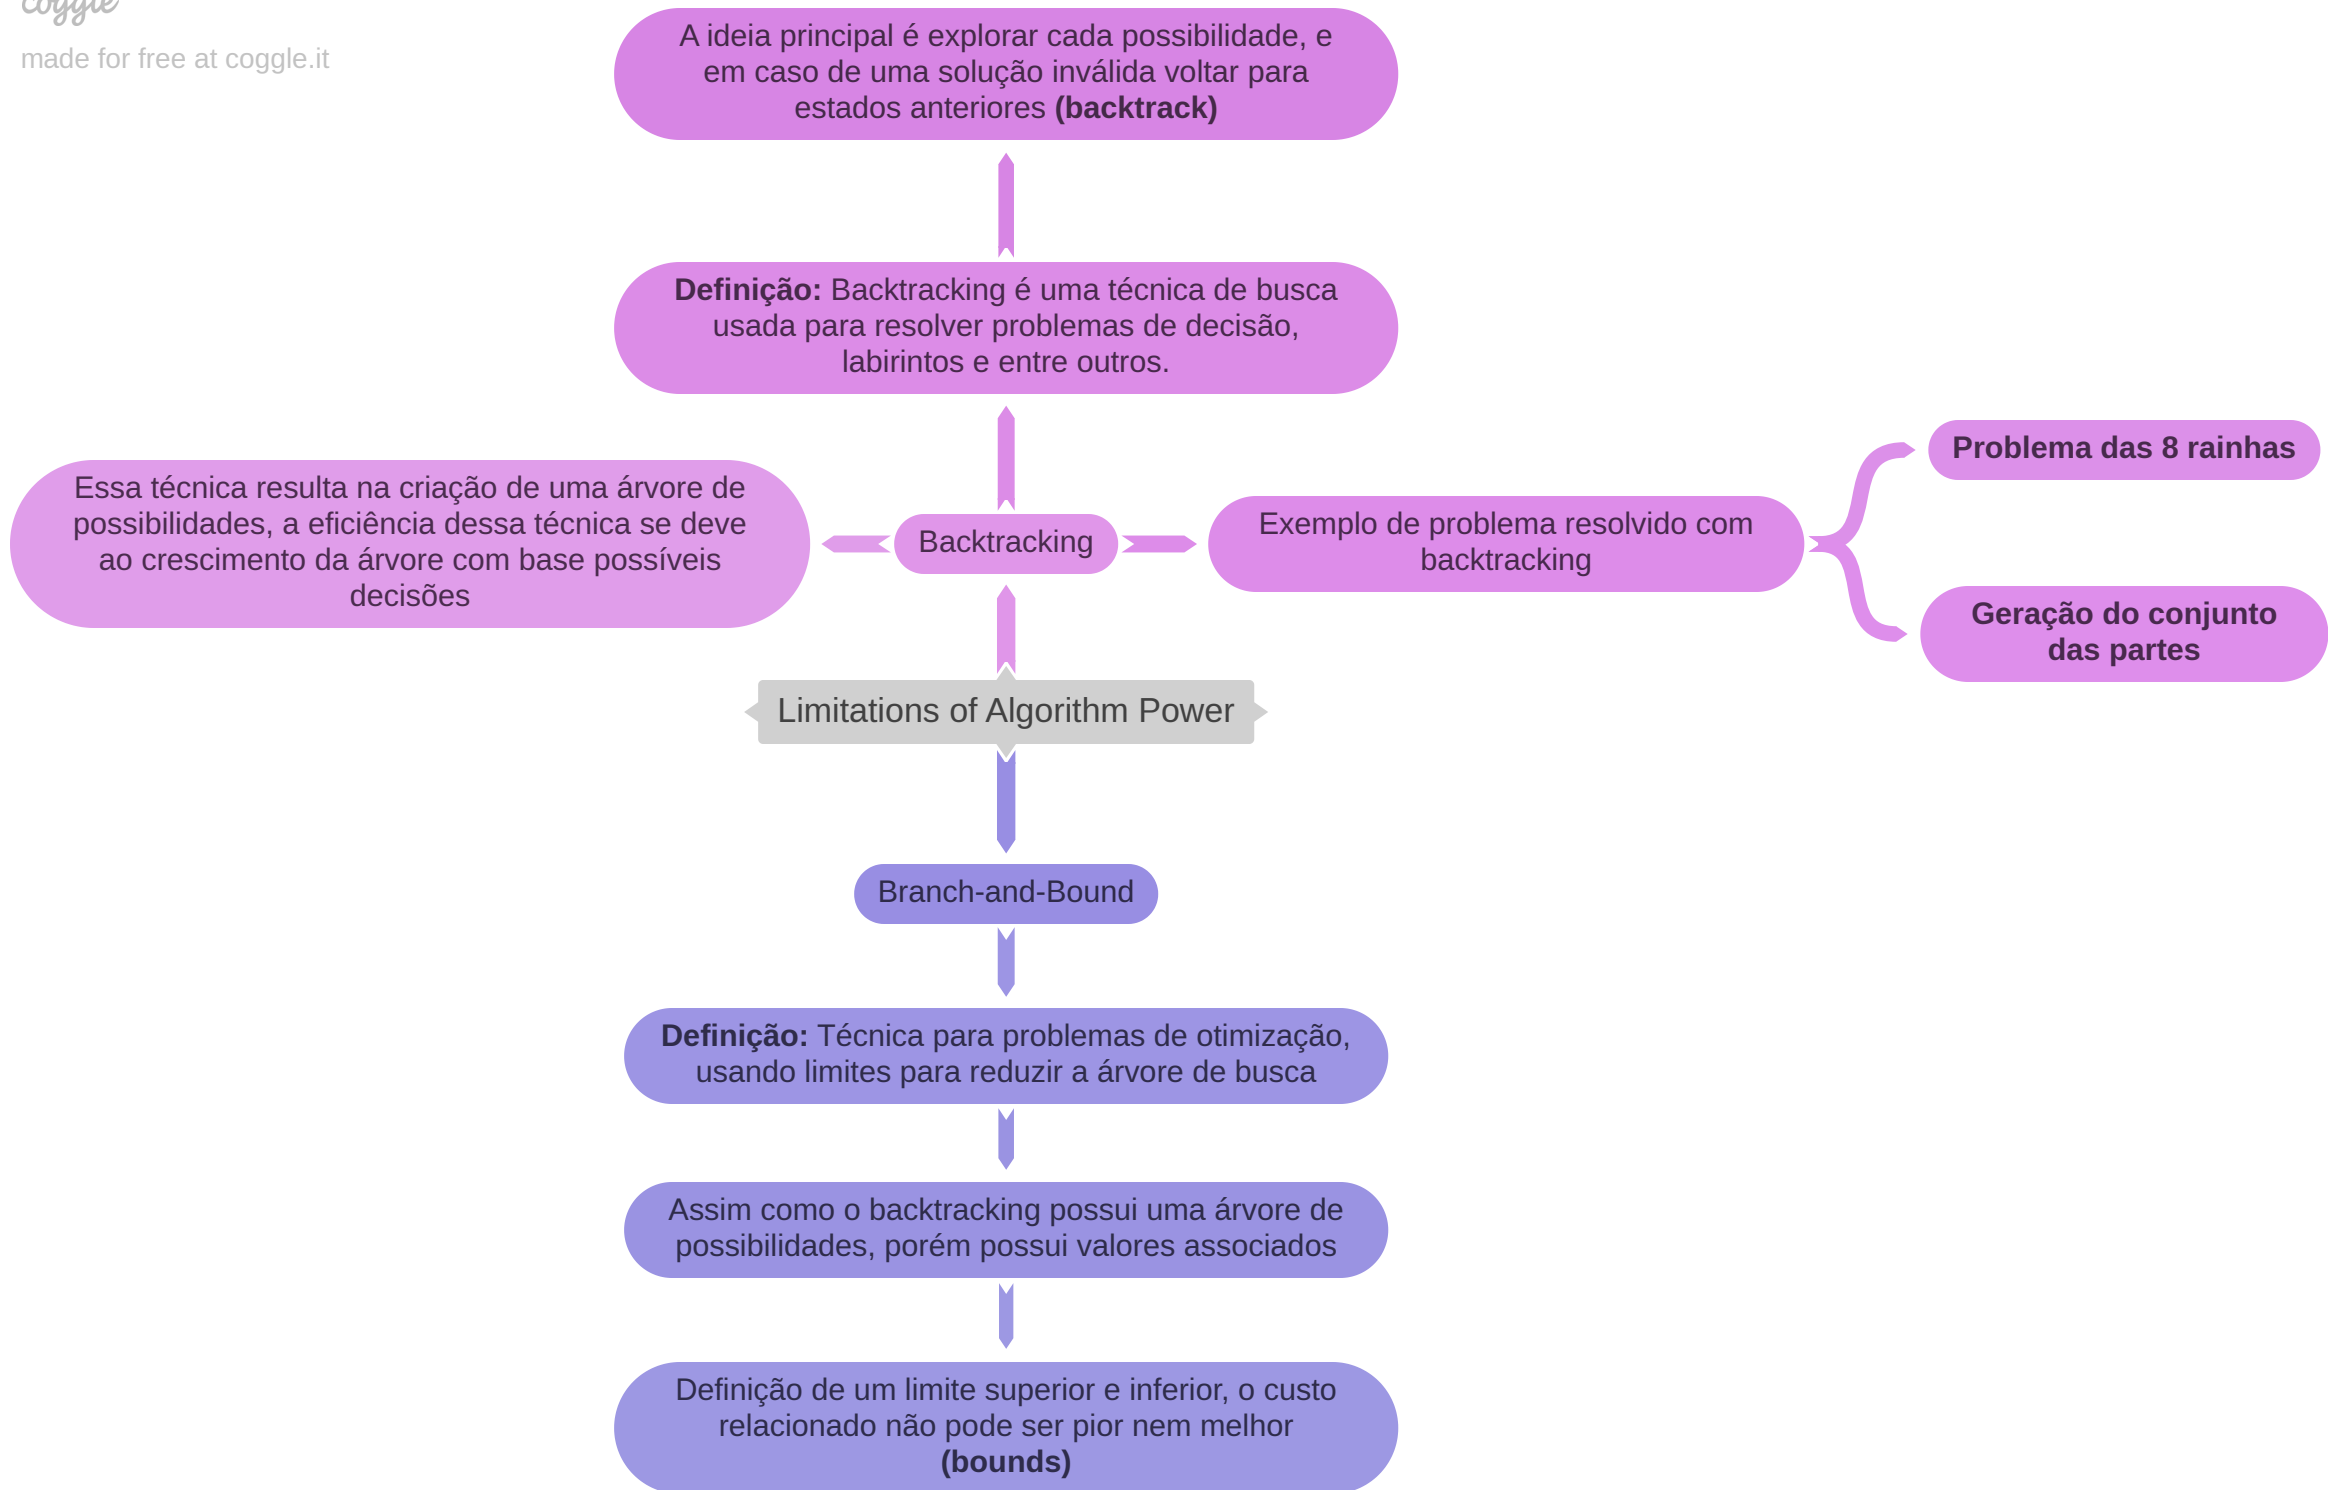 coggle
made for free at coggle.it
A ideia principal é explorar cada possibilidade, e
em caso de uma solução inválida voltar para
estados anteriores (backtrack)
Definição: Backtracking é uma técnica de busca
usada para resolver problemas de decisão,
labirintos e entre outros.
Essa técnica resulta na criação de uma árvore de
possibilidades, a eficiência dessa técnica se deve
ao crescimento da árvore com base possíveis
decisões
Backtracking
Exemplo de problema resolvido com
backtracking
Problema das 8 rainhas
Geração do conjunto
das partes
Limitations of Algorithm Power
Branch-and-Bound
Definição: Técnica para problemas de otimização,
usando limites para reduzir a árvore de busca
Assim como o backtracking possui uma árvore de
possibilidades, porém possui valores associados
Definição de um limite superior e inferior, o custo
relacionado não pode ser pior nem melhor
(bounds)